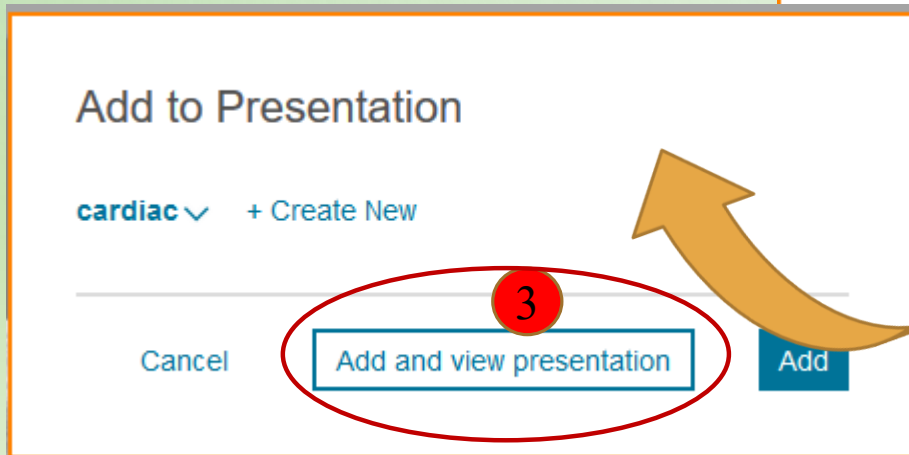 Add to Presentation
cardiac + Create New
3
Cancel Add and view presentation Add